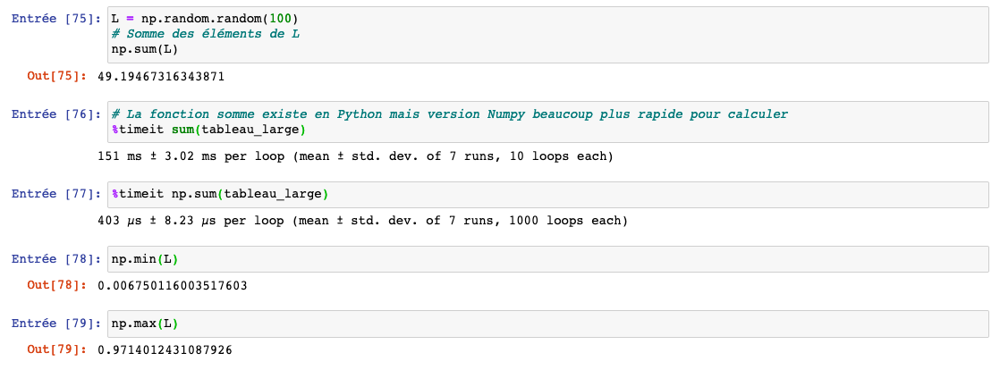 Entrée [75]: L = np.random.random(100)
# Somme des éléments de L
np.sum(L)
Out[75]: 49.19467316343871
Entrée [76]: # La fonction somme existe en Python mais version Numpy beaucoup plus rapide pour calculer
%timeit sum(tableau_large)
151 ms ± 3.02 ms per loop (mean ± std. dev. of 7 runs, 10 loops each)
Entrée [77]: %timeit np.sum(tableau_large)
403 µs ± 8.23 µs per loop (mean ± std. dev. of 7 runs, 1000 loops each)
Entrée [78]: np.min(L)
Out[78]: 0.006750116003517603
Entrée [79]: np.max(L)
Out[79]: 0.9714012431087926